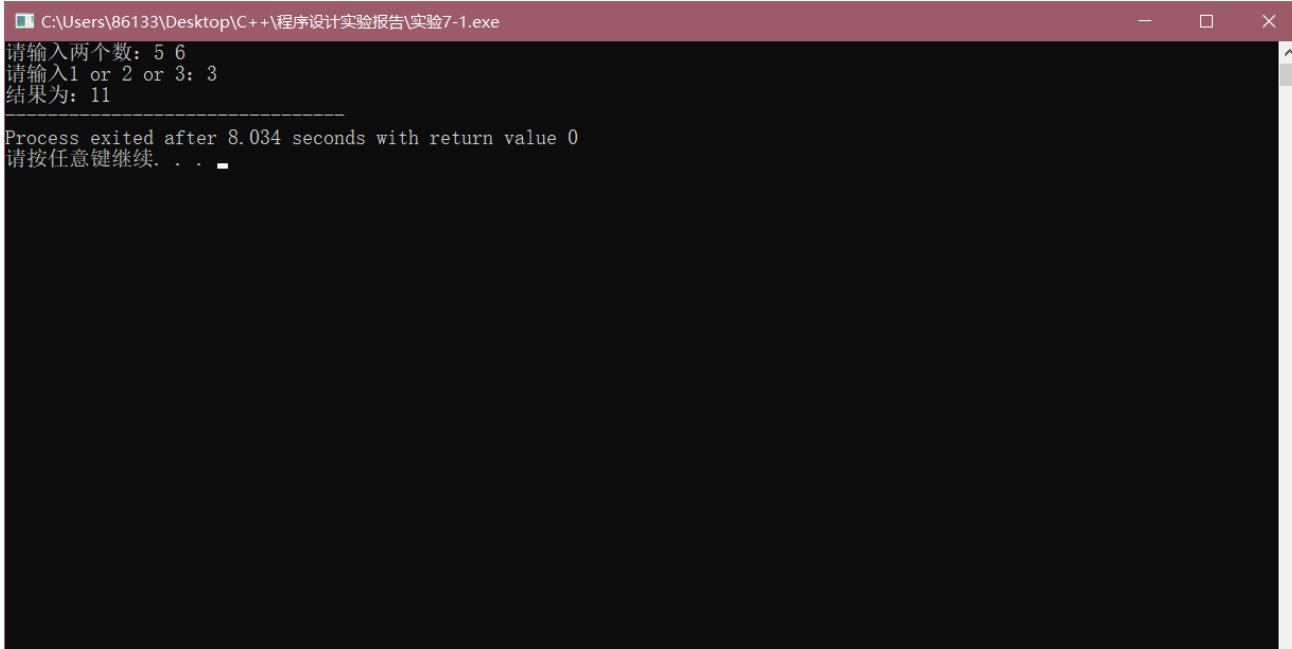 C:\Users\86133\Desktop\C++\程序设计实验报告\实验7-1.exe
请输入两个数：5 6
请输入1 or 2 or 3：3
结果为：11
--------------------------------
Process exited after 8.034 seconds with return value 0
请按任意键继续. . .